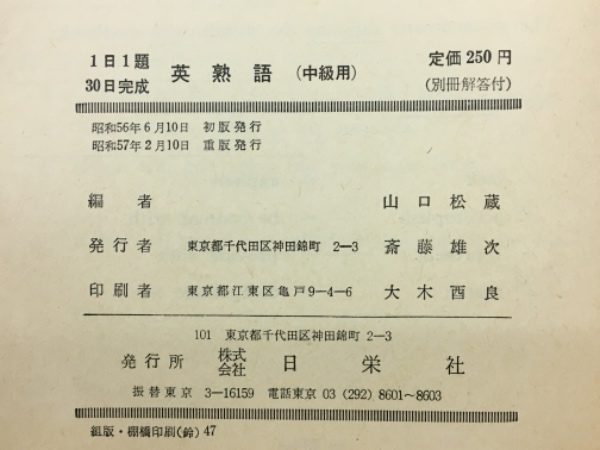 1日1題
30日完成 英熟語 (中級用) 定価250円
(別冊解答付)
昭和56年6月10日 初版発行
昭和57年2月10日 重版発行
編者 山口松蔵
発行者 東京都千代田区神田錦町 2―3 斎藤雄次
印刷者 東京都江東区亀戸9―4―6 大木酉良
101 東京都千代田区神田錦町 2―3
発行所 株式会社 日栄社
振替東京 3―16159 電話東京 03 (292) 8601～8603
組版・棚橋印刷(鈴) 47